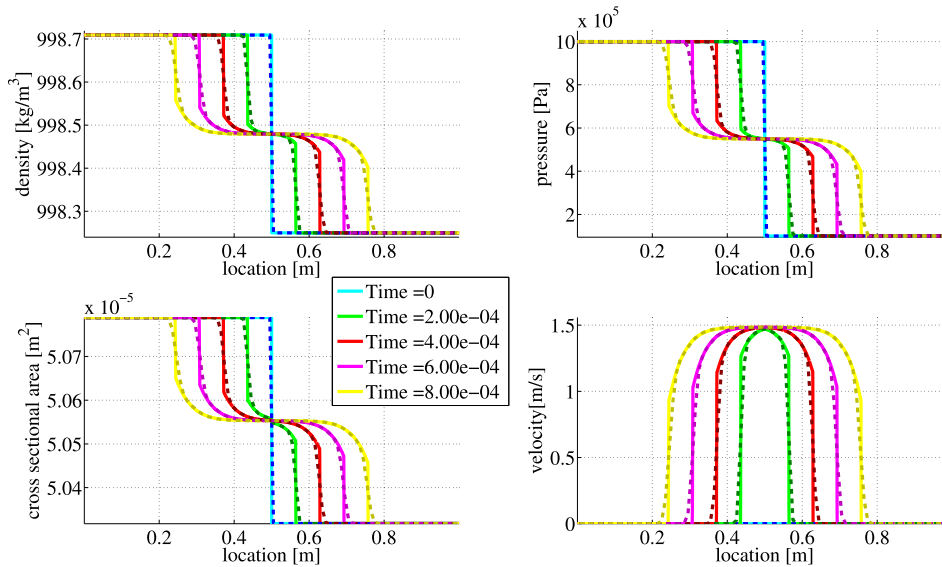 998.7
998.6
998.5
998.4
998.3
density [kg/m³]
0.2 0.4 0.6 0.8
location [m]
x 10⁵
10
8
6
4
2
pressure [Pa]
0.2 0.4 0.6 0.8
location [m]
x 10⁻⁵
5.07
5.06
5.05
5.04
cross sectional area [m²]
0.2 0.4 0.6 0.8
location [m]
Time =0
Time =2.00e−04
Time =4.00e−04
Time =6.00e−04
Time =8.00e−04
1.5
1
0.5
0
velocity[m/s]
0.2 0.4 0.6 0.8
location [m]